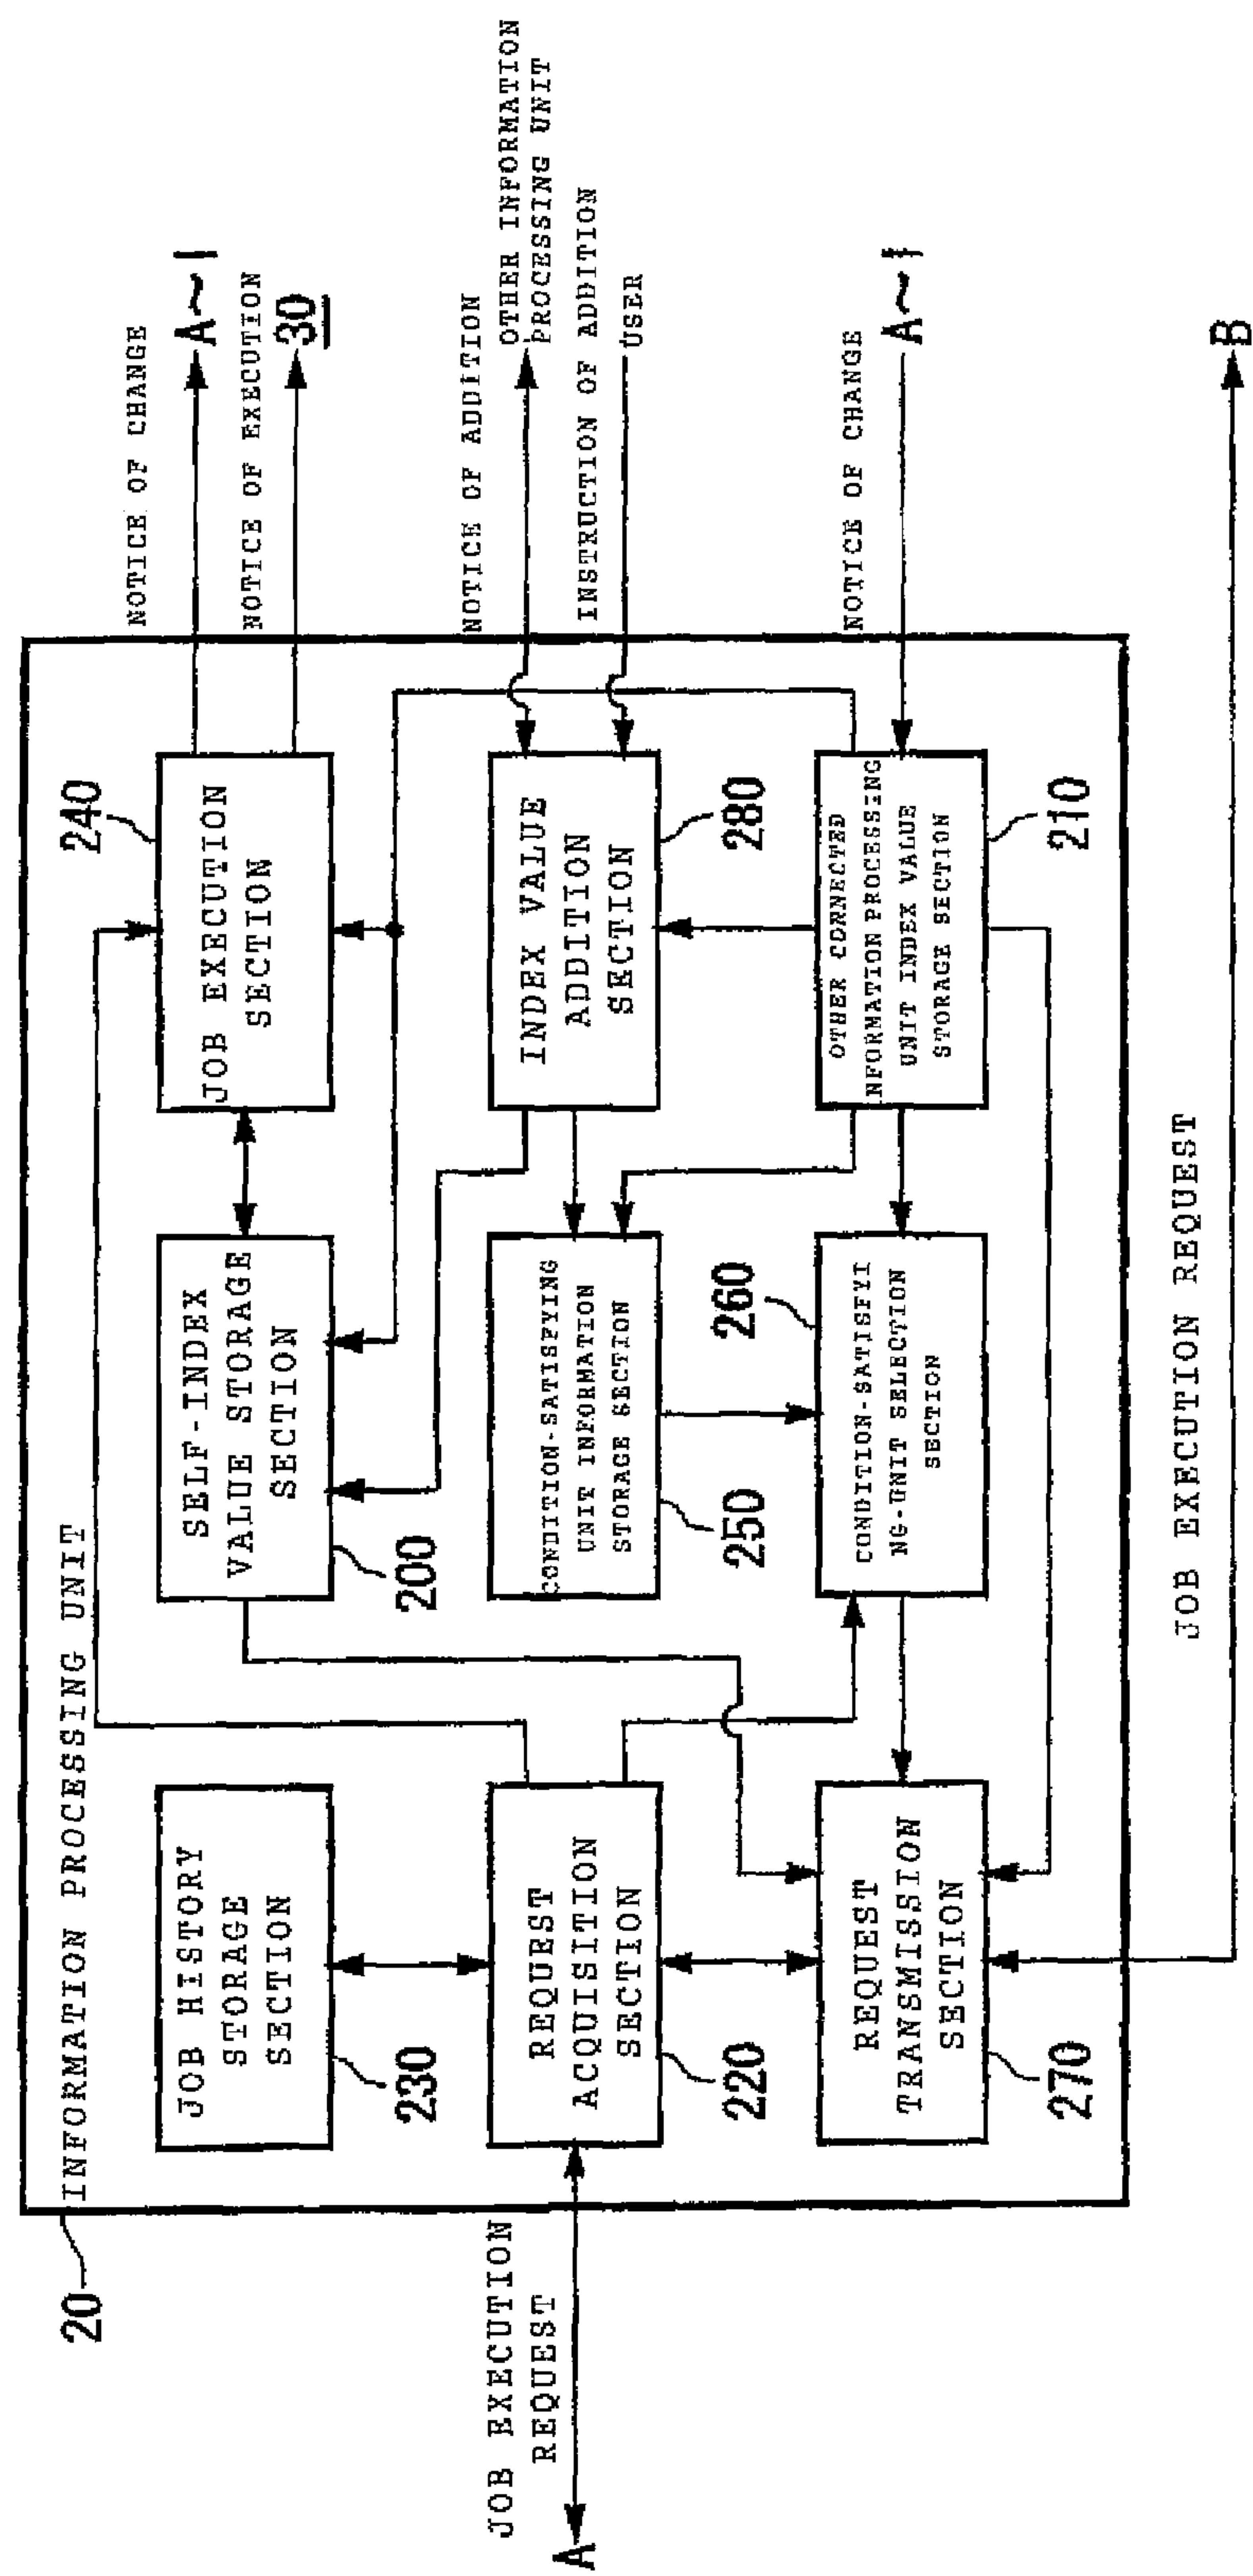 20
INFORMATION PROCESSING UNIT
JOB HISTORY
STORAGE
SECTION
230
SELF-INDEX
VALUE STORAGE
SECTION
200
240
JOB EXECUTION
SECTION
NOTICE OF CHANGE
A~I
NOTICE OF EXECUTION
30
JOB EXECUTION
REQUEST
A
REQUEST
ACQUISITION
SECTION
220
CONDITION-SATISFYING
UNIT INFORMATION
STORAGE SECTION
250
INDEX VALUE
ADDITION
SECTION
280
NOTICE OF ADDITION
OTHER INFORMATION
PROCESSING UNIT
INSTRUCTION OF ADDITION
USER
REQUEST
TRANSMISSION
SECTION
270
260
CONDITION-SATISFYI
NG-UNIT SELECTION
SECTION
OTHER CONNECTED
INFORMATION PROCESSING
UNIT INDEX VALUE
STORAGE SECTION
210
NOTICE OF CHANGE
A~I
JOB EXECUTION REQUEST
B